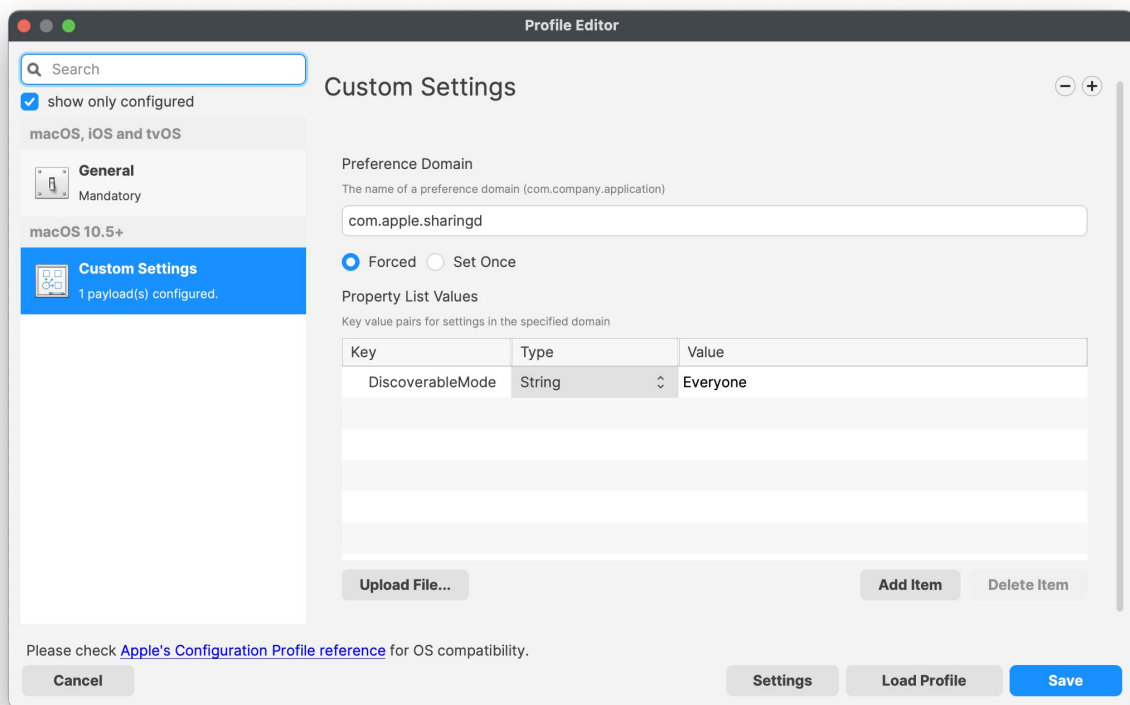 Profile Editor
Search
show only configured
macOS, iOS and tvOS
General
Mandatory
macOS 10.5+
Custom Settings
1 payload(s) configured.
Custom Settings
Preference Domain
The name of a preference domain (com.company.application)
com.apple.sharingd
Forced Set Once
Property List Values
Key value pairs for settings in the specified domain
Key Type Value
DiscoverableMode String Everyone
Upload File... Add Item Delete Item
Please check Apple's Configuration Profile reference for OS compatibility.
Cancel Settings Load Profile Save